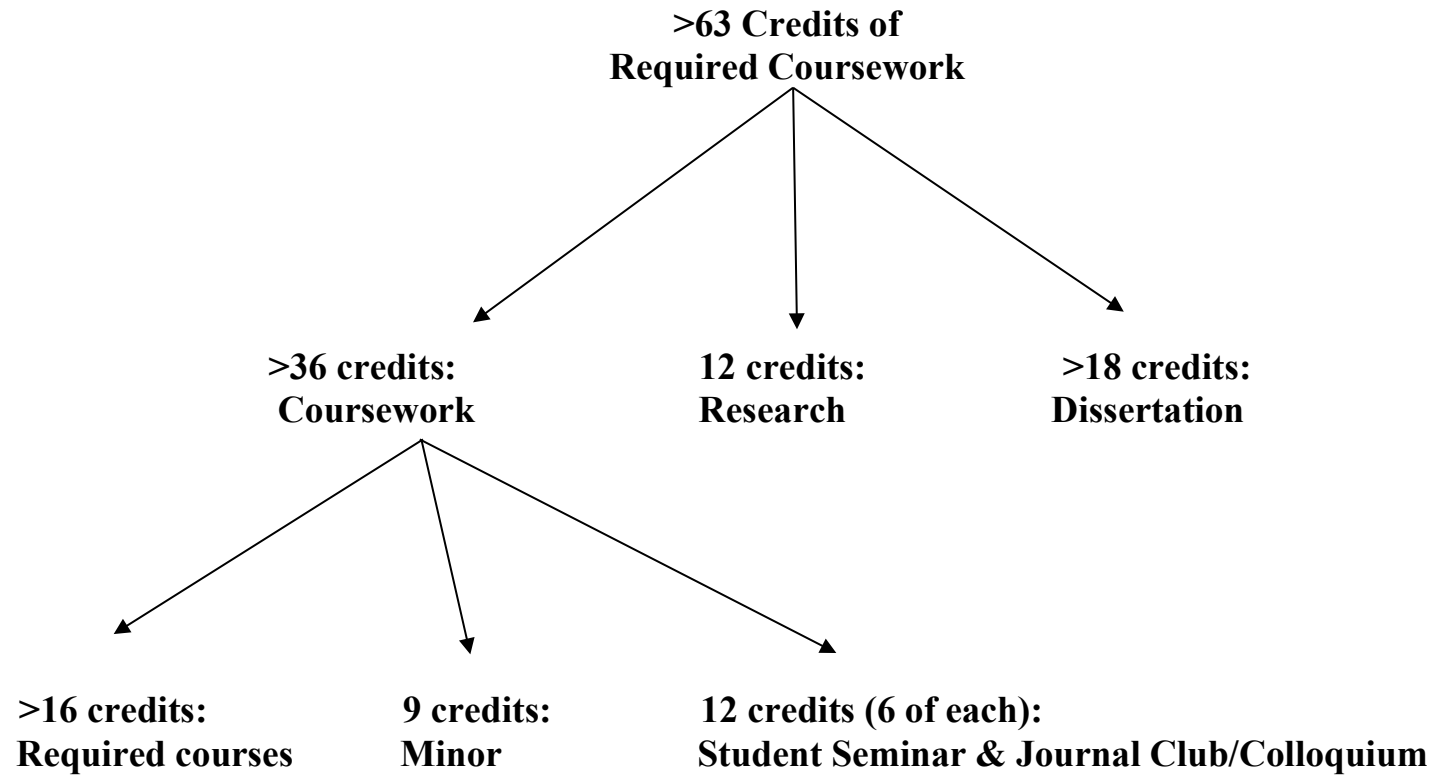 >63 Credits of
Required Coursework
>36 credits:
Coursework
12 credits:
Research
>18 credits:
Dissertation
>16 credits:
Required courses
9 credits:
Minor
12 credits (6 of each):
Student Seminar & Journal Club/Colloquium